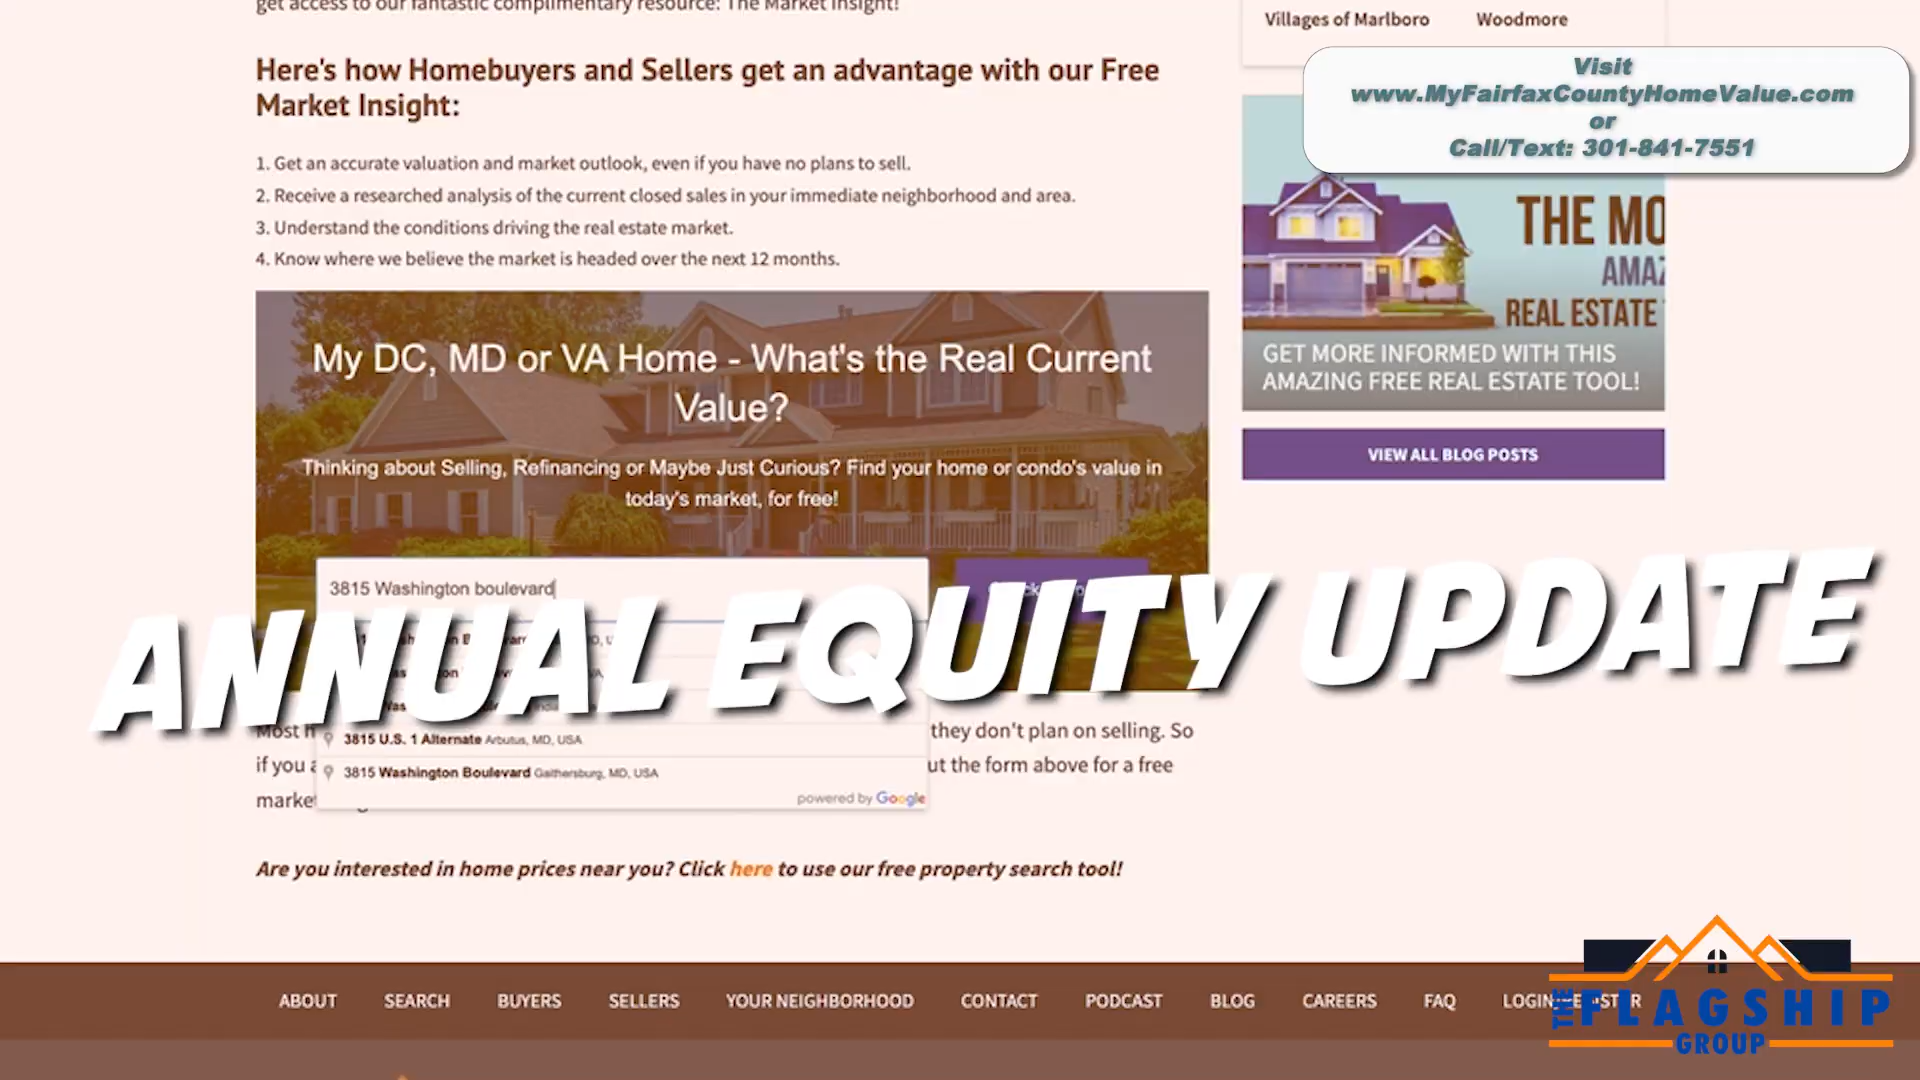 get access to our fantastic complimentary resource: The Market Insight!
Here's how Homebuyers and Sellers get an advantage with our Free
Market Insight:
1. Get an accurate valuation and market outlook, even if you have no plans to sell.
2. Receive a researched analysis of the current closed sales in your immediate neighborhood and area.
3. Understand the conditions driving the real estate market.
4. Know where we believe the market is headed over the next 12 months.
My DC, MD or VA Home - What's the Real Current
Value?
Thinking about Selling, Refinancing or Maybe Just Curious? Find your home or condo's value in
today's market, for free!
3815 Washington boulevard
ANNUAL EQUITY UPDATE
3815 U.S. 1 Alternate Arbutus, MD, USA
3815 Washington Boulevard Gaithersburg, MD, USA
powered by Google
Most
they don't plan on selling. So
if you
the form above for a free
Are you interested in home prices near you? Click here to use our free property search tool!
Villages of Marlboro Woodmore
Visit
www.MyFairfaxCountyHomeValue.com
or
Call/Text: 301-841-7551
THE MO
AMAZ
REAL ESTATE
GET MORE INFORMED WITH THIS
AMAZING FREE REAL ESTATE TOOL!
VIEW ALL BLOG POSTS
ABOUT SEARCH BUYERS SELLERS YOUR NEIGHBORHOOD CONTACT PODCAST BLOG CAREERS FAQ LOGIN/REGISTER
THE FLAGSHIP
GROUP